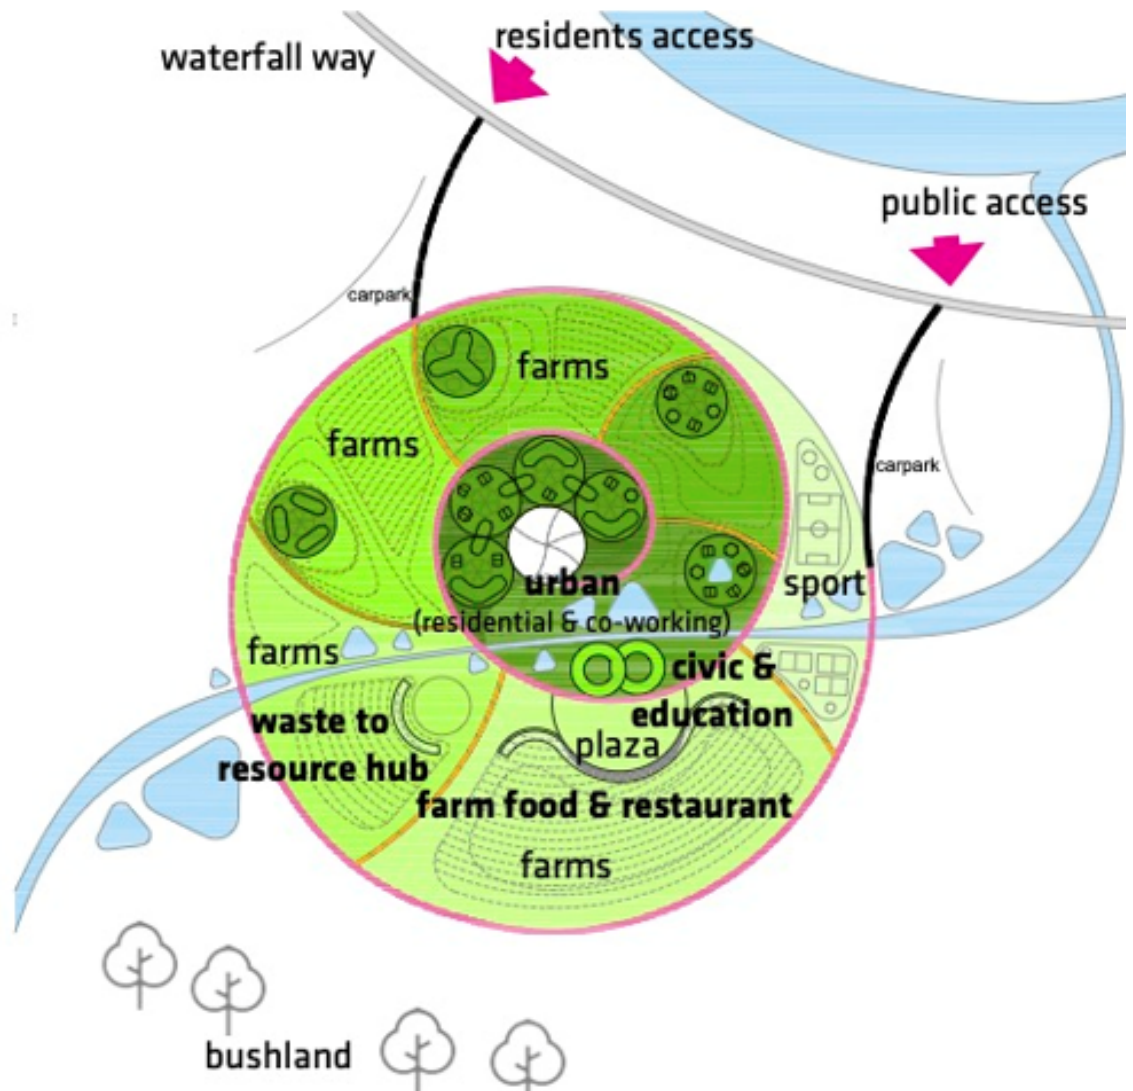 residents access
waterfall way
public access
carpark
farms
farms
carpark
urban
sport
(residential & co-working)
farms
civic &
education
waste to
plaza
resource hub
farm food & restaurant
farms
bushland